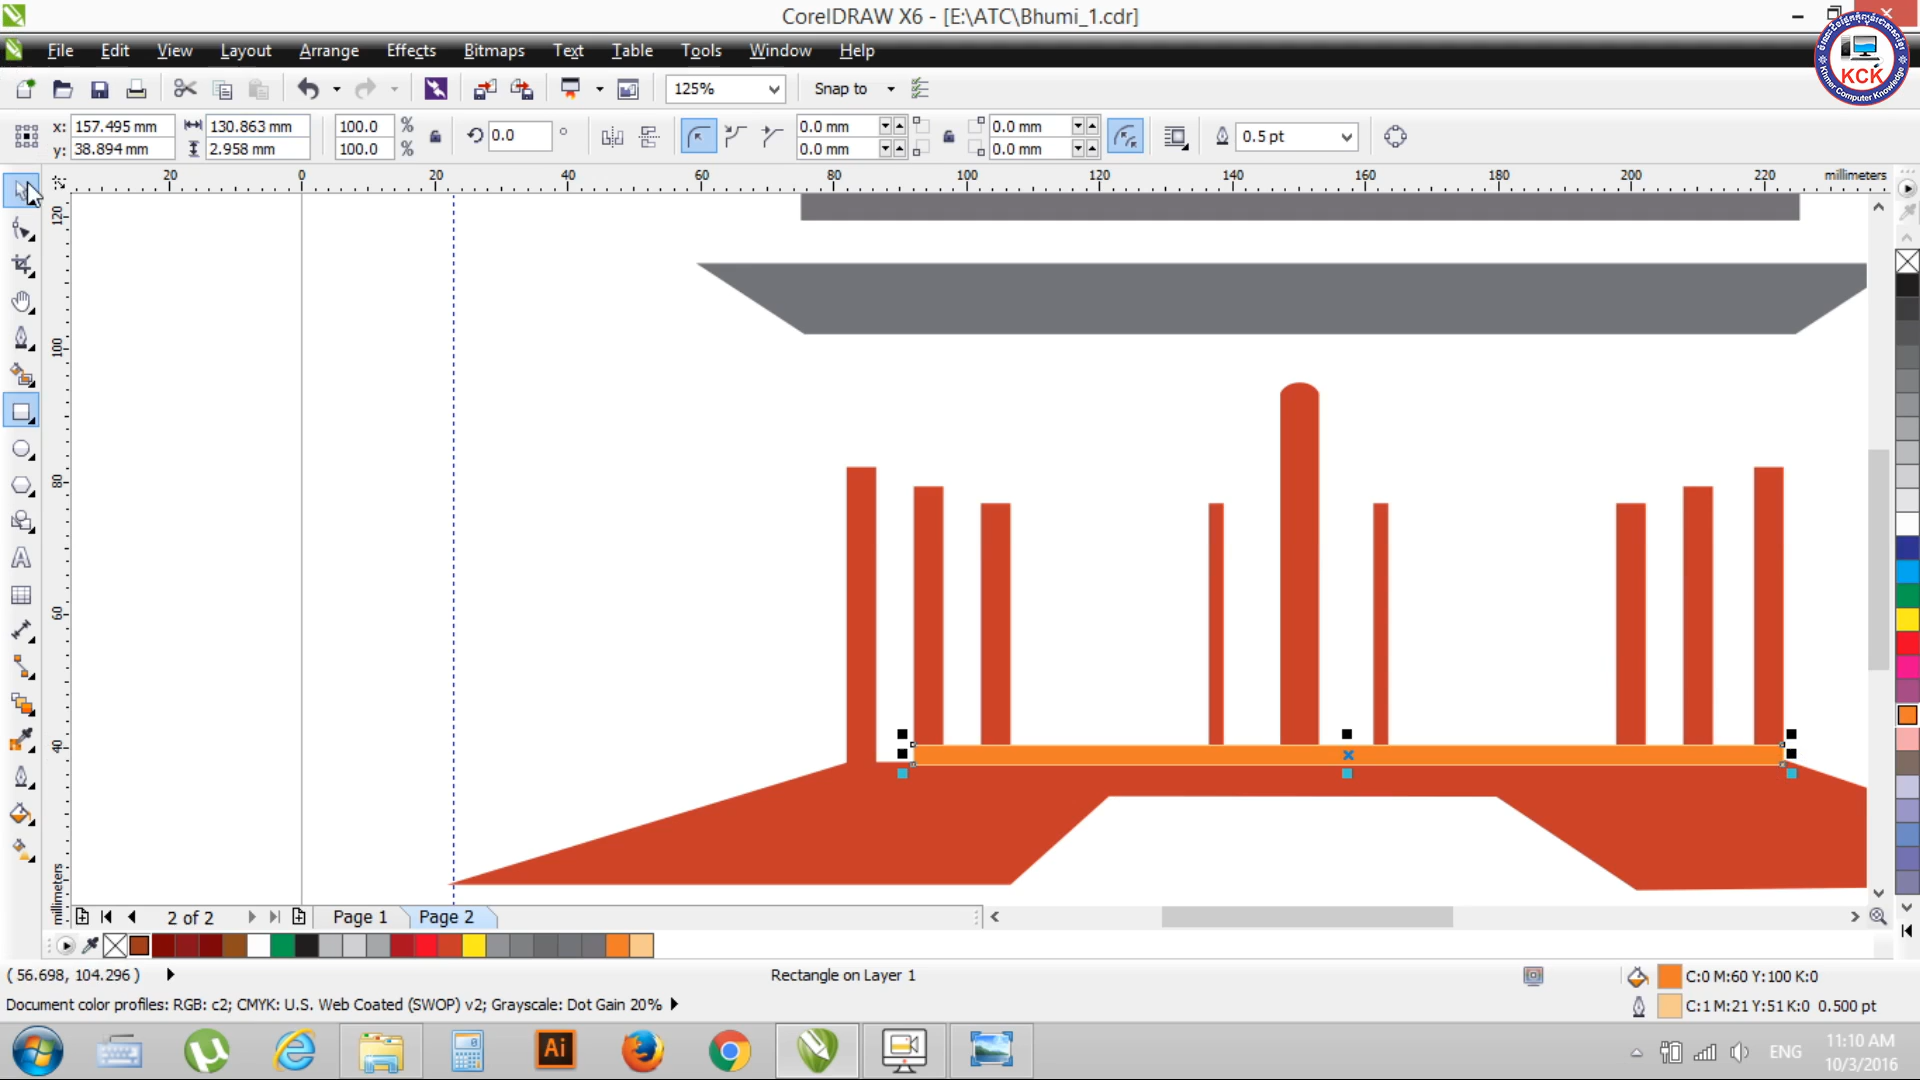 CorelDRAW X6 - [E:\ATC\Bhumi_1.cdr]
File Edit View Layout Arrange Effects Bitmaps Text Table Tools Window Help
125% Snap to
x: 157.495 mm 130.863 mm 100.0 % 0.0 ° 0.0 mm 0.0 mm 0.5 pt
y: 38.894 mm 2.958 mm 100.0 % 0.0 mm 0.0 mm
20 0 20 40 60 80 100 120 140 160 180 200 220 millimeters
120
100
80
60
40
millimeters
2 of 2 Page 1 Page 2
( 56.698, 104.296 ) Rectangle on Layer 1 C:0 M:60 Y:100 K:0
Document color profiles: RGB: c2; CMYK: U.S. Web Coated (SWOP) v2; Grayscale: Dot Gain 20% C:1 M:21 Y:51 K:0 0.500 pt
Ai
ENG
11:10 AM
10/3/2016
KCK
Khmer Computer Knowledge